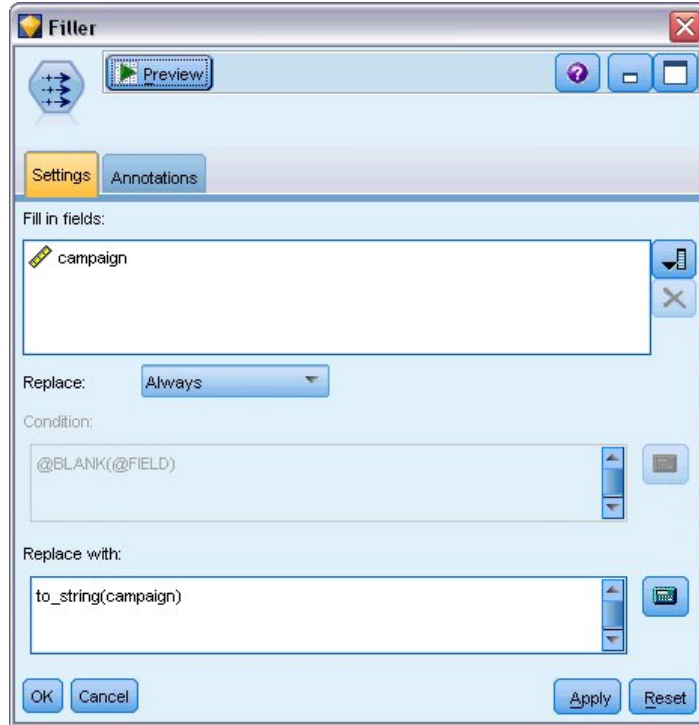 Filler
Preview
Settings Annotations
Fill in fields:
campaign
Replace: Always
Condition:
@BLANK(@FIELD)
Replace with:
to_string(campaign)
OK Cancel Apply Reset